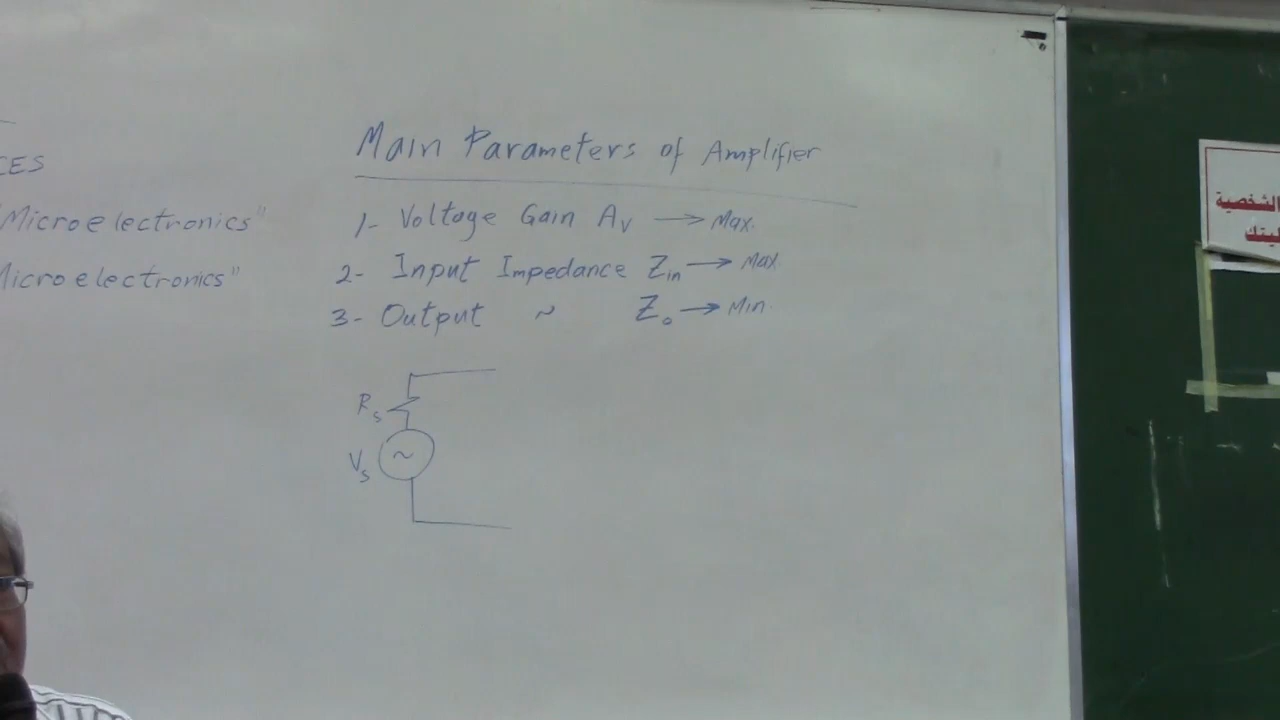 CES
"Microelectronics"
Microelectronics"
Main Parameters of Amplifier
1- Voltage Gain Av → Max.
2- Input Impedance Zin → Max.
3- Output ~ Zo → Min.
Rs
Vs ~
الشخصية